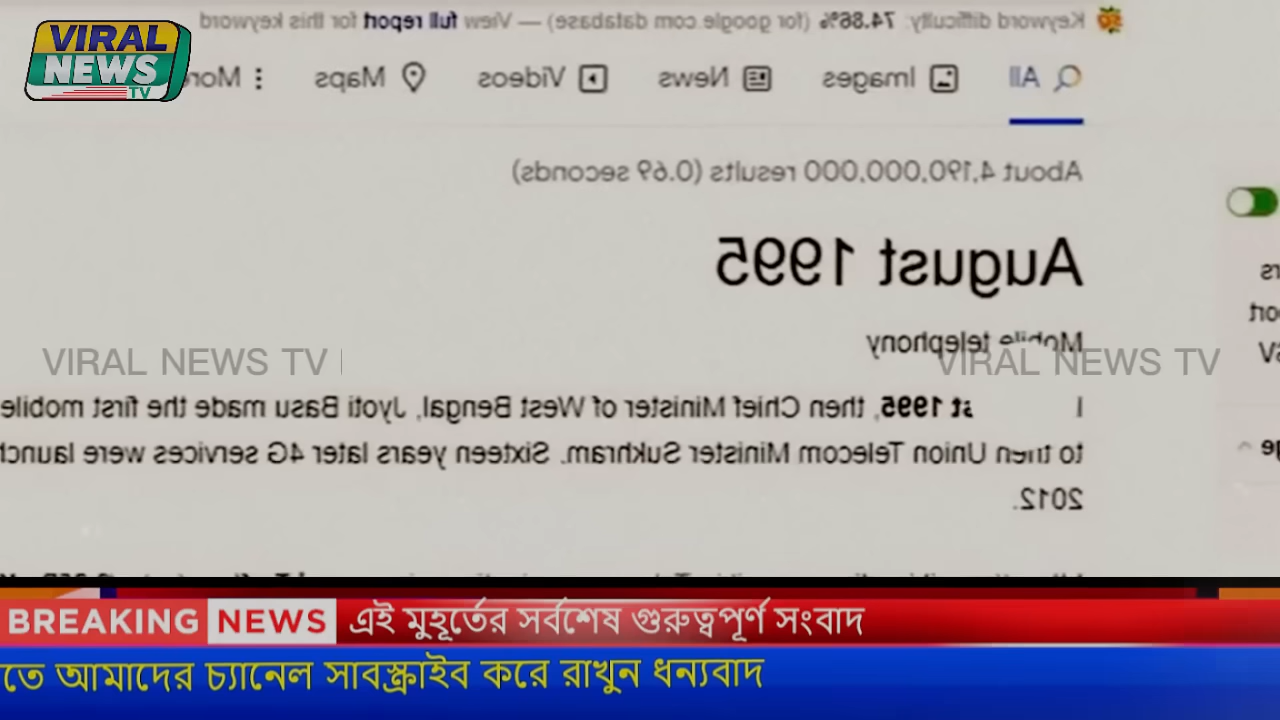 Keyword difficulty: 74.86% (for google.com database) — View full report for this keyword
VIRAL
NEWS
TV
All Images News Videos Maps More
About 4,190,000,000 results (0.69 seconds)
August 1995
Mobile telephony
VIRAL NEWS TV
VIRAL NEWS TV
st 1995, then Chief Minister of West Bengal, Jyoti Basu made the first mobile
to then Union Telecom Minister Sukhram. Sixteen years later 4G services were launc
2012.
BREAKING NEWS এই মুহূর্তের সর্বশেষ গুরুত্বপূর্ণ সংবাদ
তে আমাদের চ্যানেল সাবস্ক্রাইব করে রাখুন ধন্যবাদ